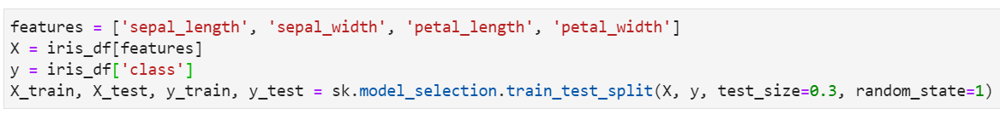 features = ['sepal_length', 'sepal_width', 'petal_length', 'petal_width']
X = iris_df[features]
y = iris_df['class']
X_train, X_test, y_train, y_test = sk.model_selection.train_test_split(X, y, test_size=0.3, random_state=1)